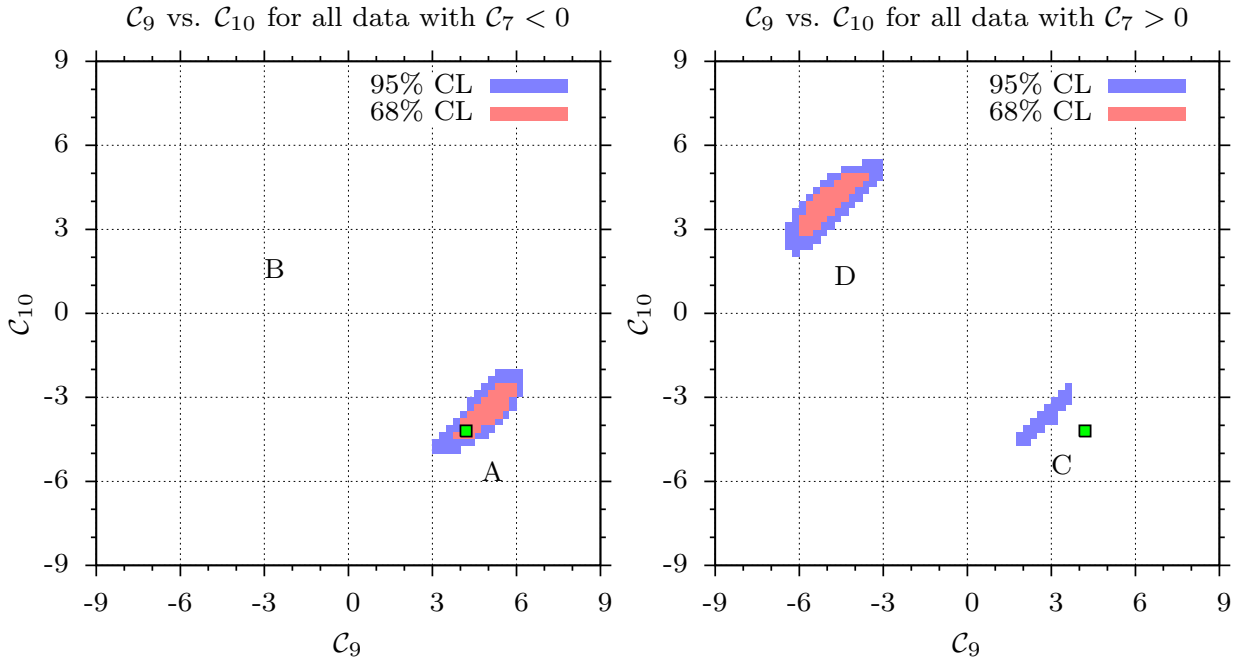 C₉ vs. C₁₀ for all data with C₇ < 0
9
6
3
0
-3
-6
-9
-9 -6 -3 0 3 6 9
C₁₀
C₉
95% CL
68% CL
B
A
C₉ vs. C₁₀ for all data with C₇ > 0
9
6
3
0
-3
-6
-9
-9 -6 -3 0 3 6 9
C₁₀
C₉
95% CL
68% CL
D
C